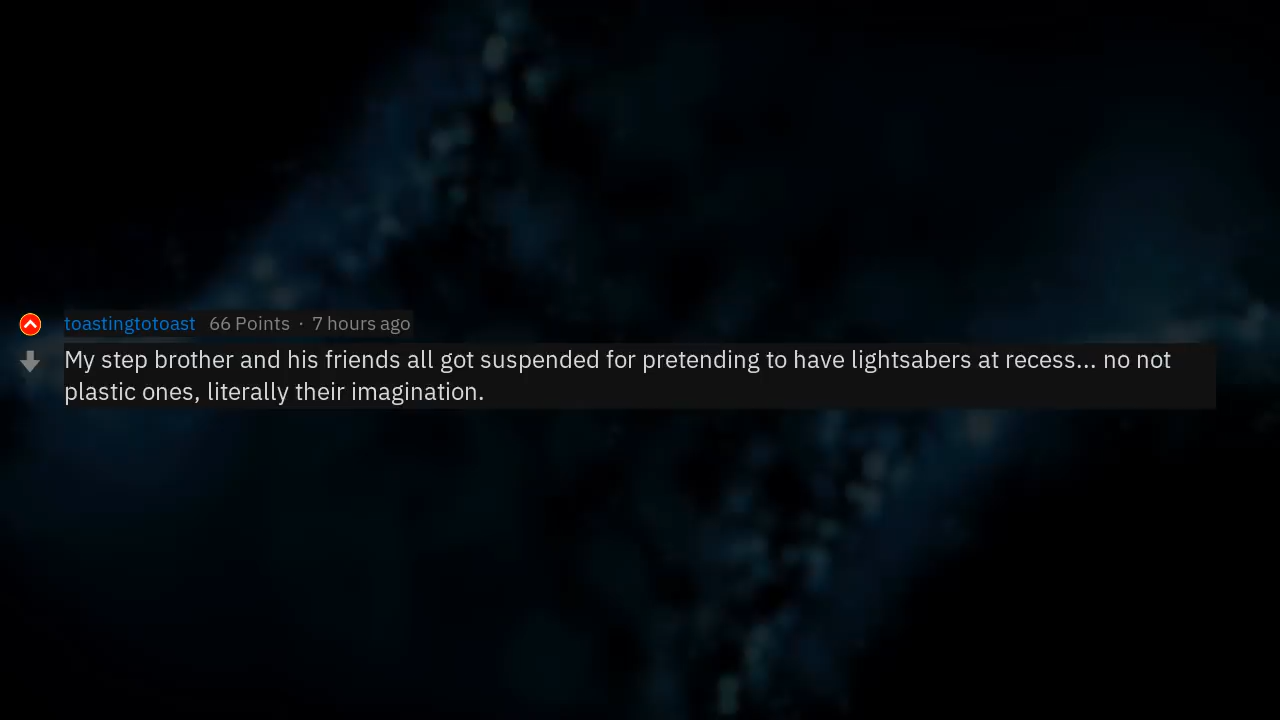 toastingtotoast 66 Points · 7 hours ago
My step brother and his friends all got suspended for pretending to have lightsabers at recess... no not
plastic ones, literally their imagination.